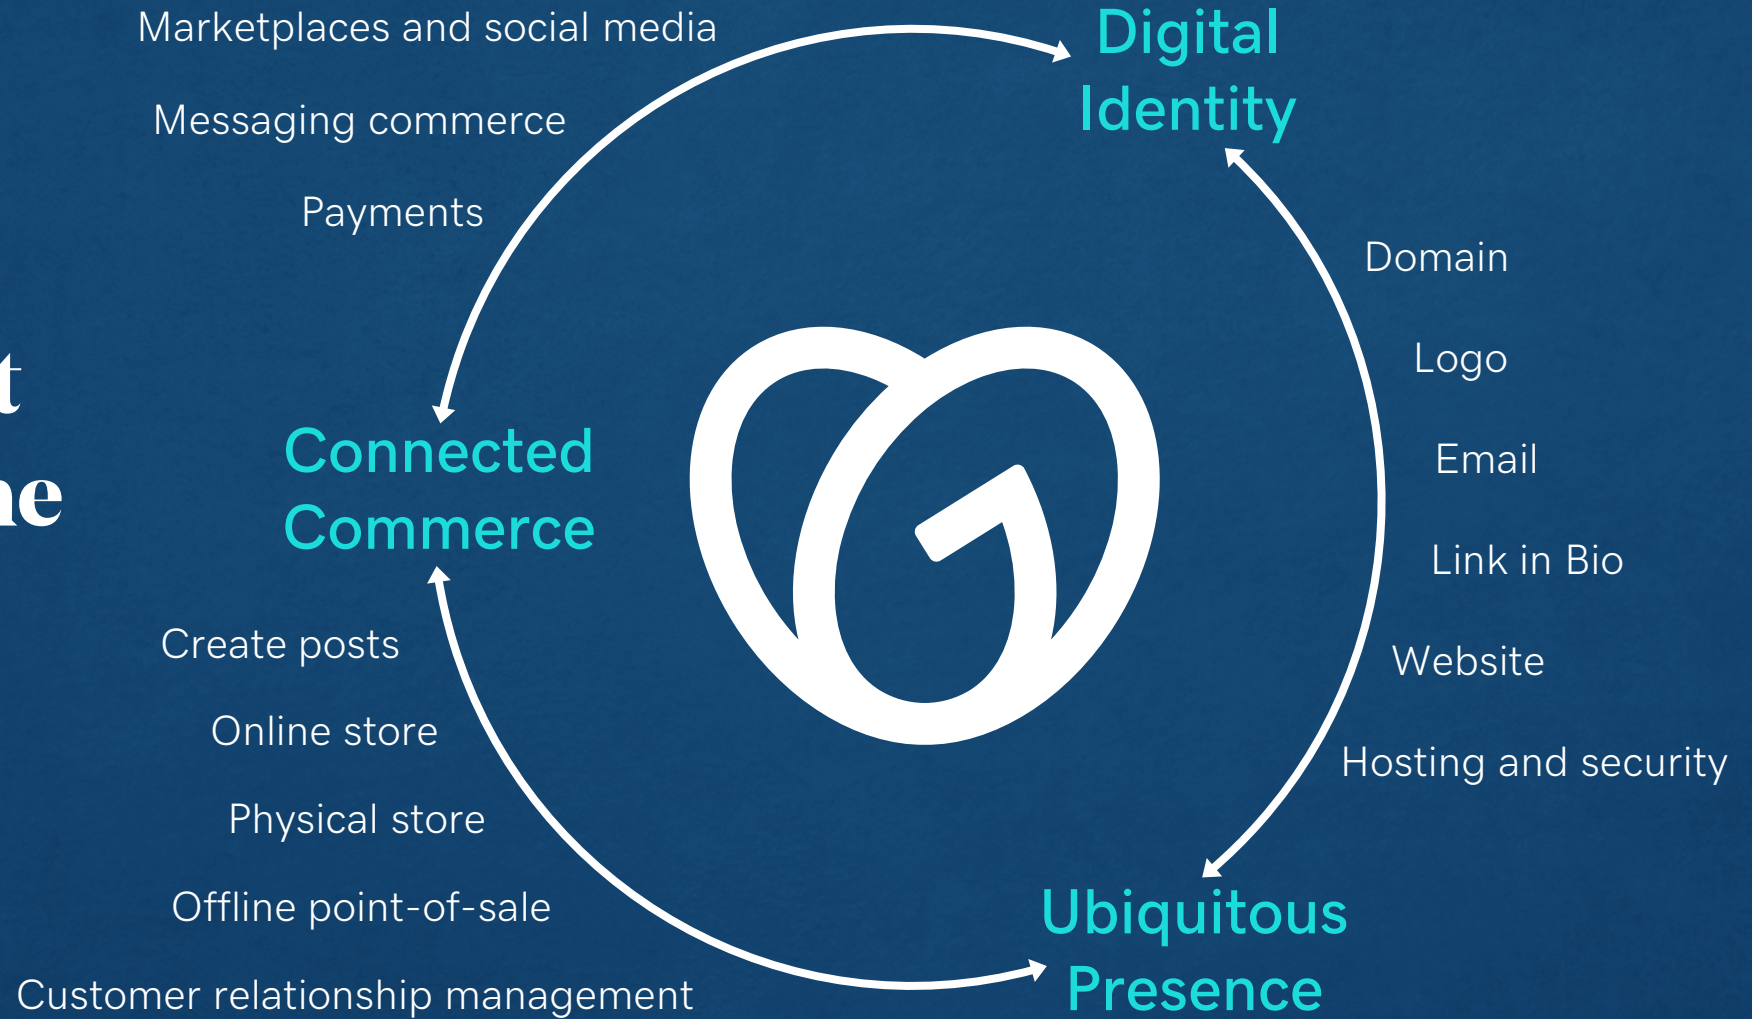 Marketplaces and social media
Messaging commerce
Payments
Digital
Identity
Domain
Logo
Email
Link in Bio
Website
Hosting and security
Connected
Commerce
Create posts
Online store
Physical store
Offline point-of-sale
Customer relationship management
Ubiquitous
Presence